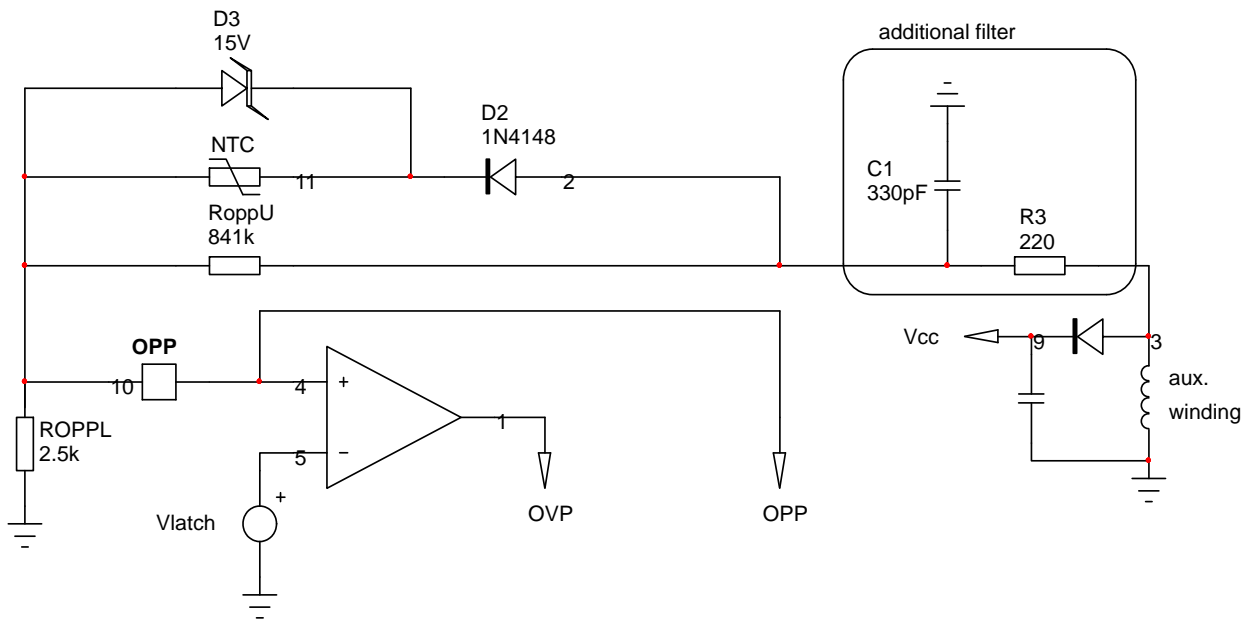 D3
15V
additional filter
D2
1N4148
NTC
11
2
C1
330pF
RoppU
841k
R3
220
OPP
Vcc
9
3
10
4
+
aux.
winding
ROPPL
2.5k
1
5
−
+
Vlatch
OVP
OPP